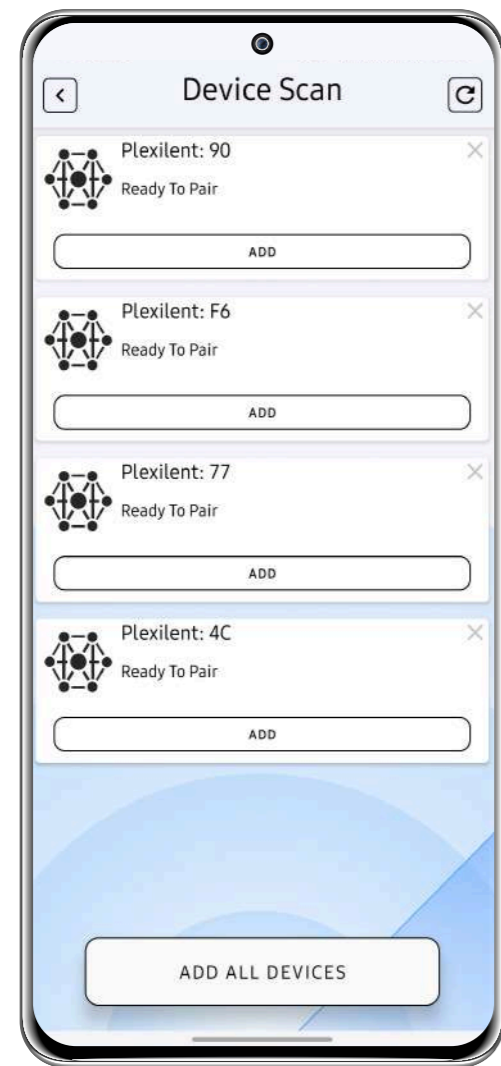 Device Scan
Plexilent: 90
Ready To Pair
ADD
Plexilent: F6
Ready To Pair
ADD
Plexilent: 77
Ready To Pair
ADD
Plexilent: 4C
Ready To Pair
ADD
ADD ALL DEVICES